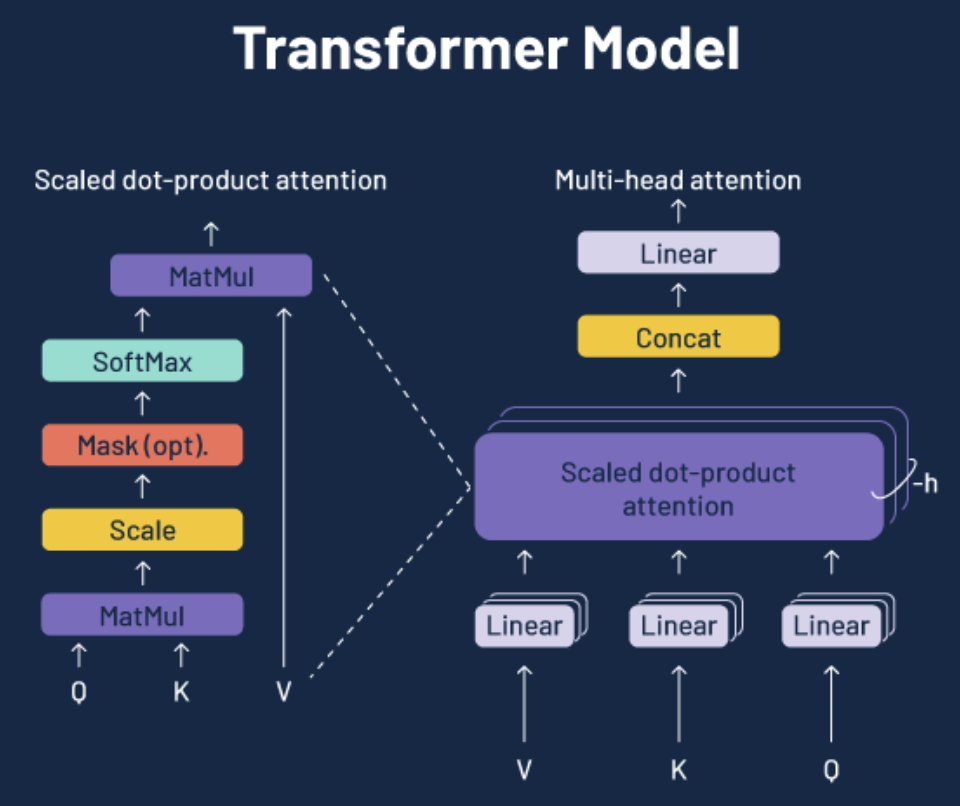 Transformer Model
Scaled dot-product attention
MatMul
SoftMax
Mask (opt).
Scale
MatMul
Q K V
Multi-head attention
Linear
Concat
Scaled dot-product
attention
-h
Linear Linear Linear
V K Q